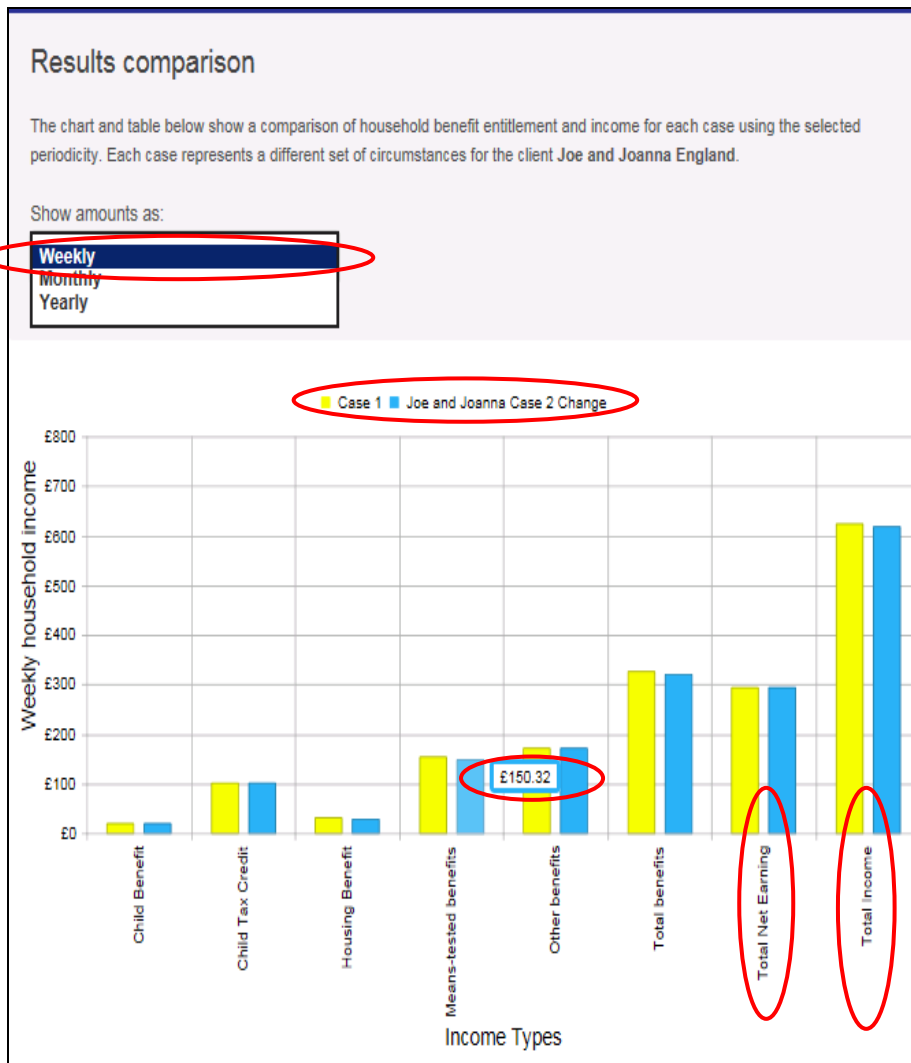 Results comparison
The chart and table below show a comparison of household benefit entitlement and income for each case using the selected
periodicity. Each case represents a different set of circumstances for the client Joe and Joanna England.
Show amounts as:
Weekly
Monthly
Yearly
Case 1 Joe and Joanna Case 2 Change
Weekly household income
£800
£700
£600
£500
£400
£300
£200
£100
£0
£150.32
Child Benefit
Child Tax Credit
Housing Benefit
Means-tested benefits
Other benefits
Total benefits
Total Net Earning
Total Income
Income Types